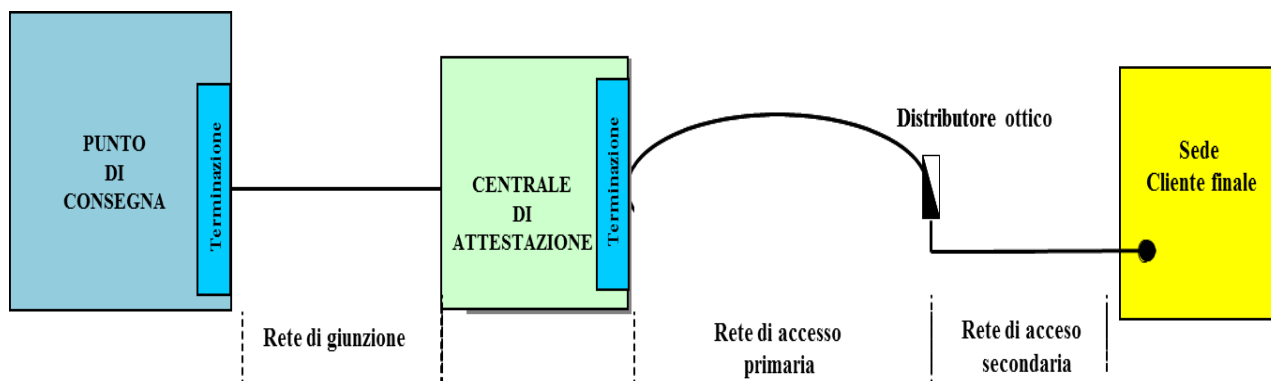 PUNTO
DI
CONSEGNA
Terminazione
CENTRALE
DI
ATTESTAZIONE
Terminazione
Distributore ottico
Sede
Cliente finale
Rete di giunzione
Rete di accesso
primaria
Rete di acceso
secondaria